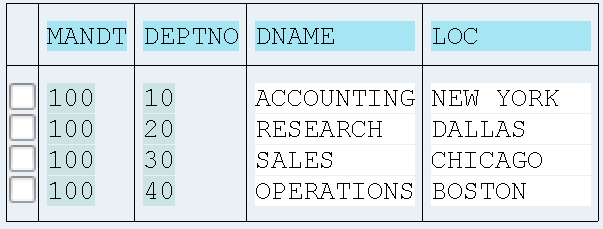 MANDT DEPTNO DNAME LOC
100 10 ACCOUNTING NEW YORK
100 20 RESEARCH DALLAS
100 30 SALES CHICAGO
100 40 OPERATIONS BOSTON